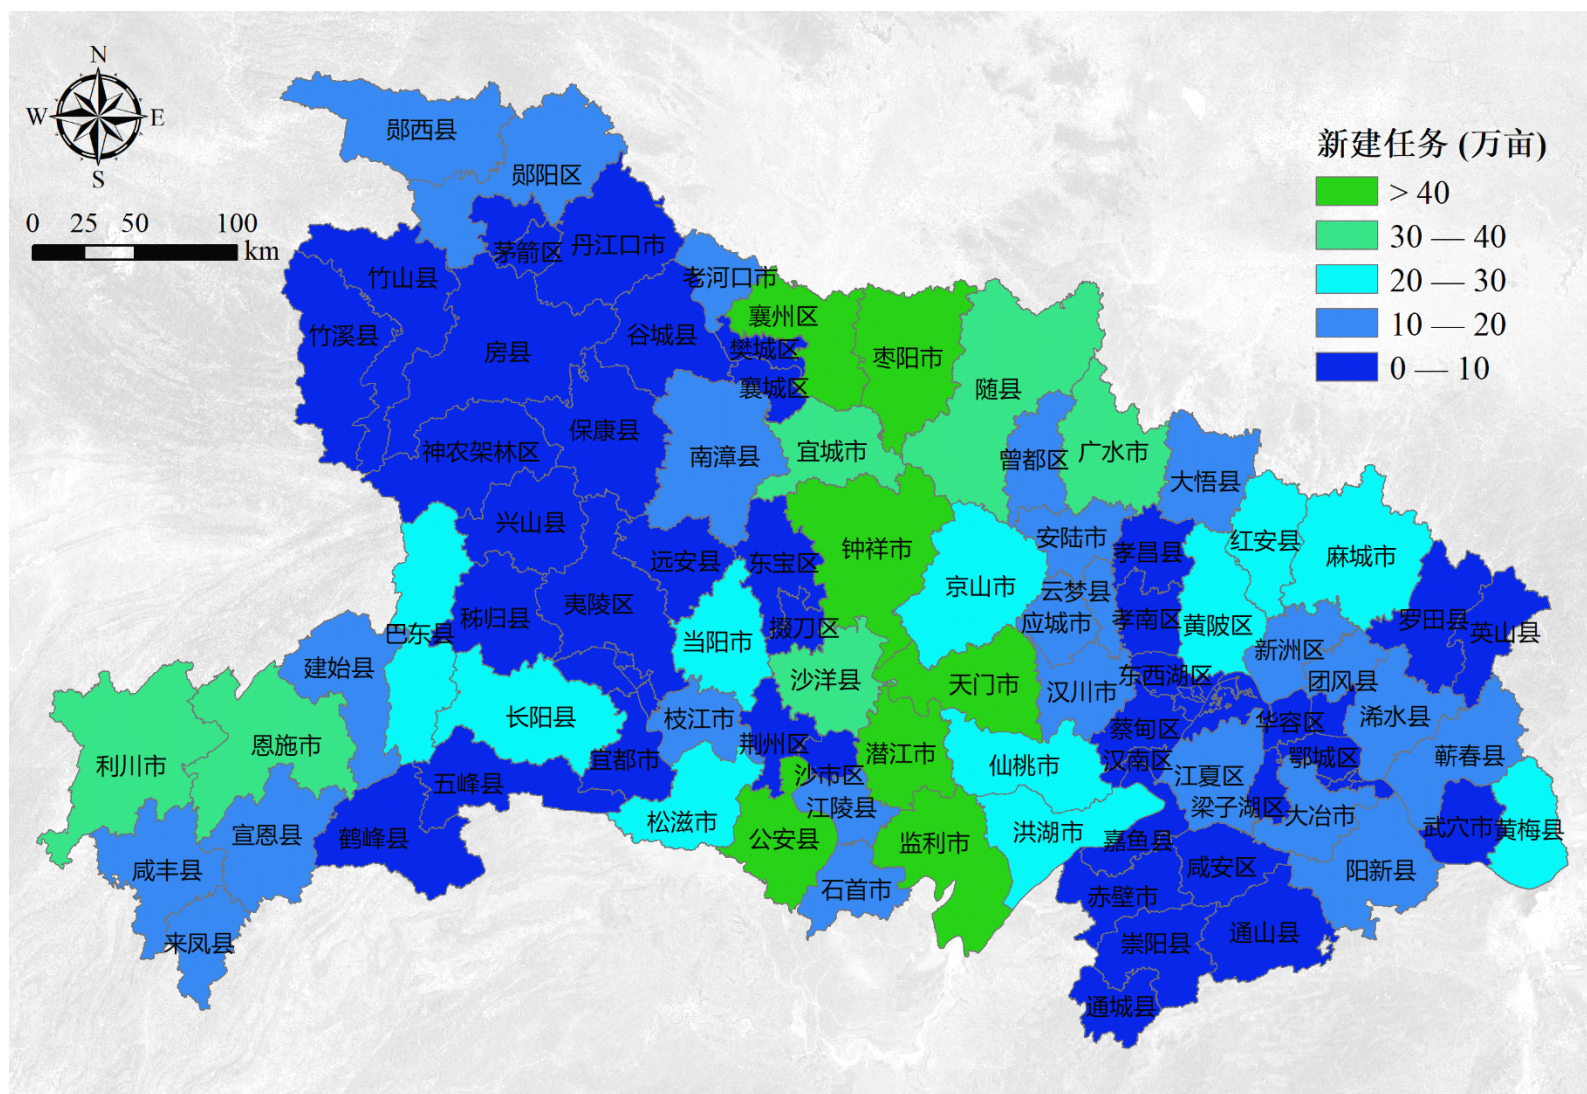 N
W
E
S
0 25 50 100
km
新建任务 (万亩)
> 40
30 — 40
20 — 30
10 — 20
0 — 10
郧西县
郧阳区
茅箭区
丹江口市
竹山县
老河口市
竹溪县
房县
谷城县
襄州区
樊城区
襄城区
枣阳市
随县
神农架林区
保康县
南漳县
宜城市
曾都区
广水市
大悟县
兴山县
远安县
东宝区
钟祥市
安陆市
孝昌县
红安县
麻城市
秭归县
夷陵区
当阳市
掇刀区
京山市
云梦县
应城市
孝南区
黄陂区
罗田县
英山县
巴东县
建始县
沙洋县
天门市
汉川市
东西湖区
新洲区
团风县
利川市
恩施市
长阳县
枝江市
荆州区
潜江市
仙桃市
蔡甸区
华容区
浠水县
五峰县
宜都市
沙市区
汉南区
江夏区
鄂城区
蕲春县
咸丰县
宣恩县
鹤峰县
松滋市
公安县
江陵县
监利市
洪湖市
嘉鱼县
梁子湖区
大冶市
武穴市
黄梅县
石首市
咸安区
阳新县
赤壁市
来凤县
崇阳县
通山县
通城县